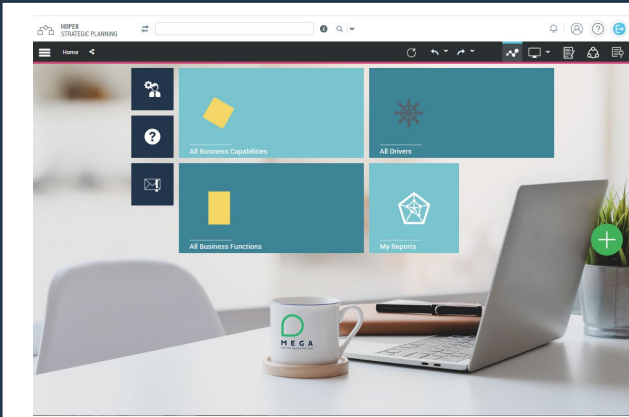 HOPEX
STRATEGIC PLANNING
Home
All Business Capabilities
All Drivers
All Business Functions
My Reports
MEGA